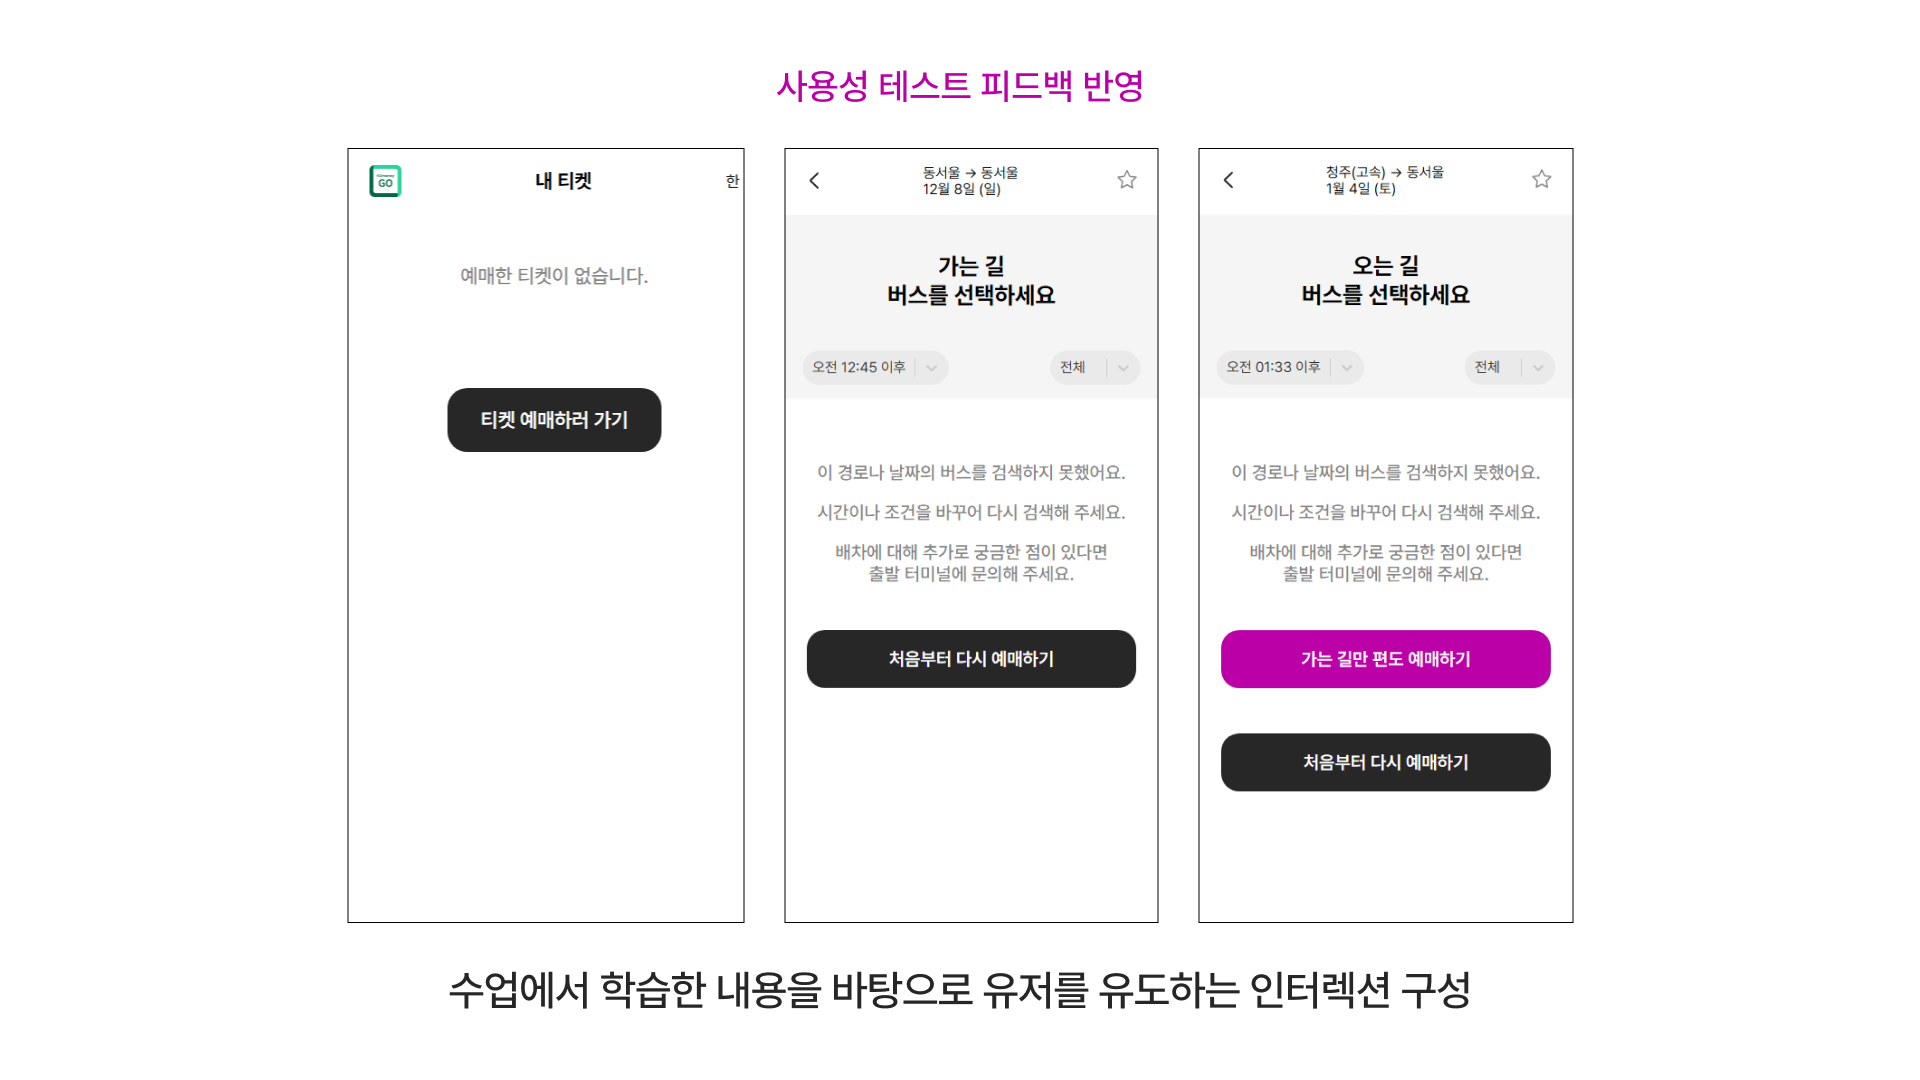 사용성 테스트 피드백 반영
GO
내 티켓
한
예매한 티켓이 없습니다.
티켓 예매하러 가기
동서울 → 동서울
12월 8일 (일)
가는 길
버스를 선택하세요
오전 12:45 이후
전체
이 경로나 날짜의 버스를 검색하지 못했어요.
시간이나 조건을 바꾸어 다시 검색해 주세요.
배차에 대해 추가로 궁금한 점이 있다면
출발 터미널에 문의해 주세요.
처음부터 다시 예매하기
청주(고속) → 동서울
1월 4일 (토)
오는 길
버스를 선택하세요
오전 01:33 이후
전체
이 경로나 날짜의 버스를 검색하지 못했어요.
시간이나 조건을 바꾸어 다시 검색해 주세요.
배차에 대해 추가로 궁금한 점이 있다면
출발 터미널에 문의해 주세요.
가는 길만 편도 예매하기
처음부터 다시 예매하기
수업에서 학습한 내용을 바탕으로 유저를 유도하는 인터렉션 구성